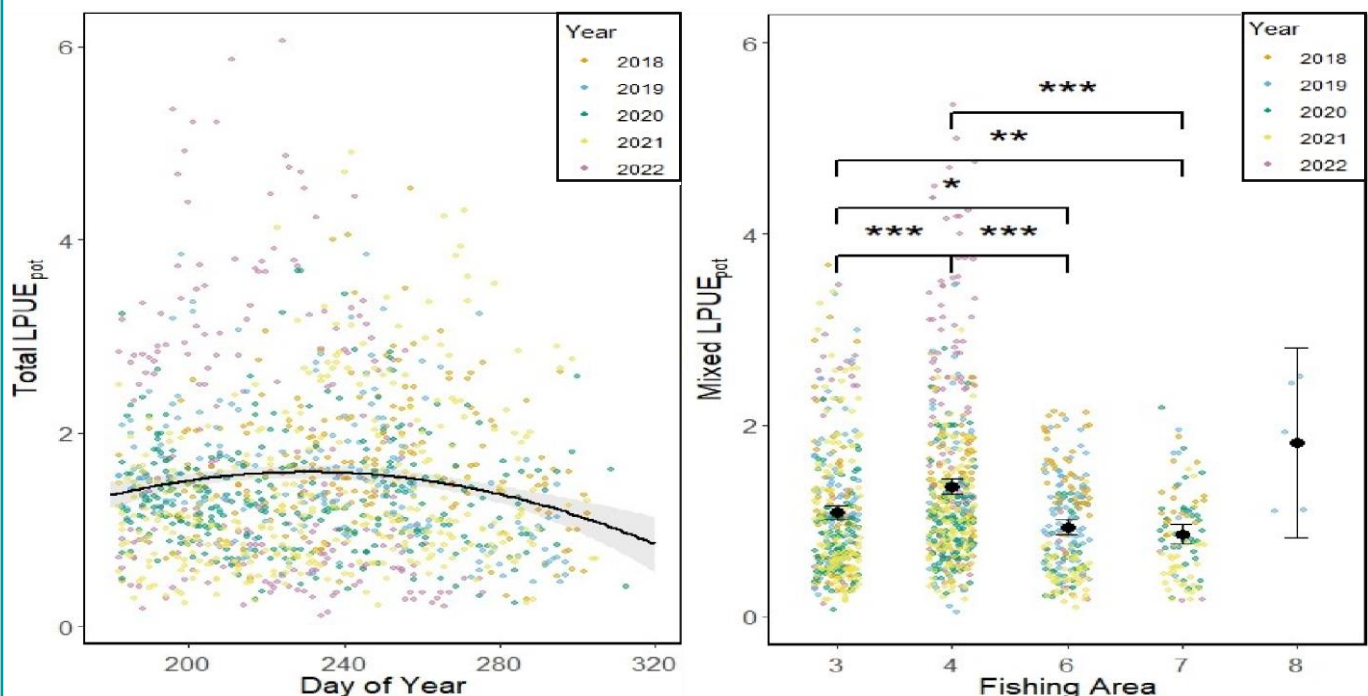 Total LPUEpot
6
4
2
0
200 240 280 320
Day of Year
Year
2018
2019
2020
2021
2022
Mixed LPUEpot
6
4
2
0
3 4 6 7 8
Fishing Area
***
**
*
*** ***
Year
2018
2019
2020
2021
2022